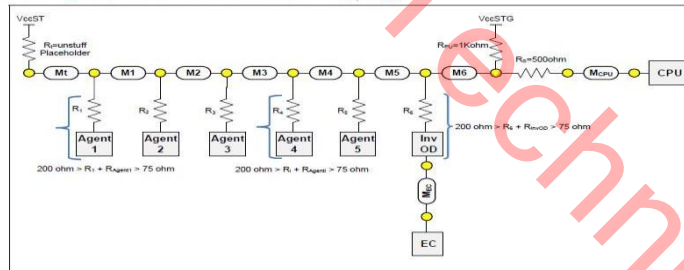 VccST
VccSTG
Rt=unstuff
Placeholder
RPU=1Kohm
RS=500ohm
Mt M1 M2 M3 M4 M5 M6 MCPU CPU
R1 R2 R3 R4 R5 R6
200 ohm > R6 + RInvOD > 75 ohm
Agent 1
Agent 2
Agent 3
Agent 4
Agent 5
Inv OD
200 ohm > R1 + RAgent1 > 75 ohm
200 ohm > Ri + RAgenti > 75 ohm
MEC
EC